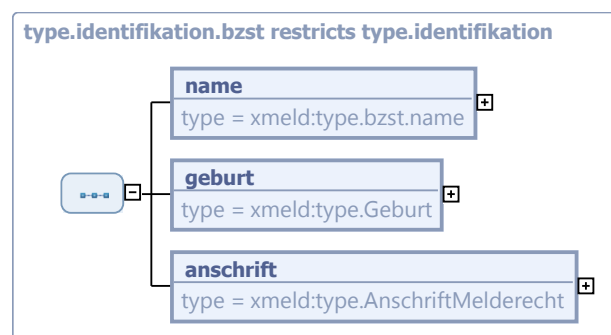 type.identifikation.bzst restricts type.identifikation
name
type = xmeld:type.bzst.name
geburt
type = xmeld:type.Geburt
anschrift
type = xmeld:type.AnschriftMelderecht